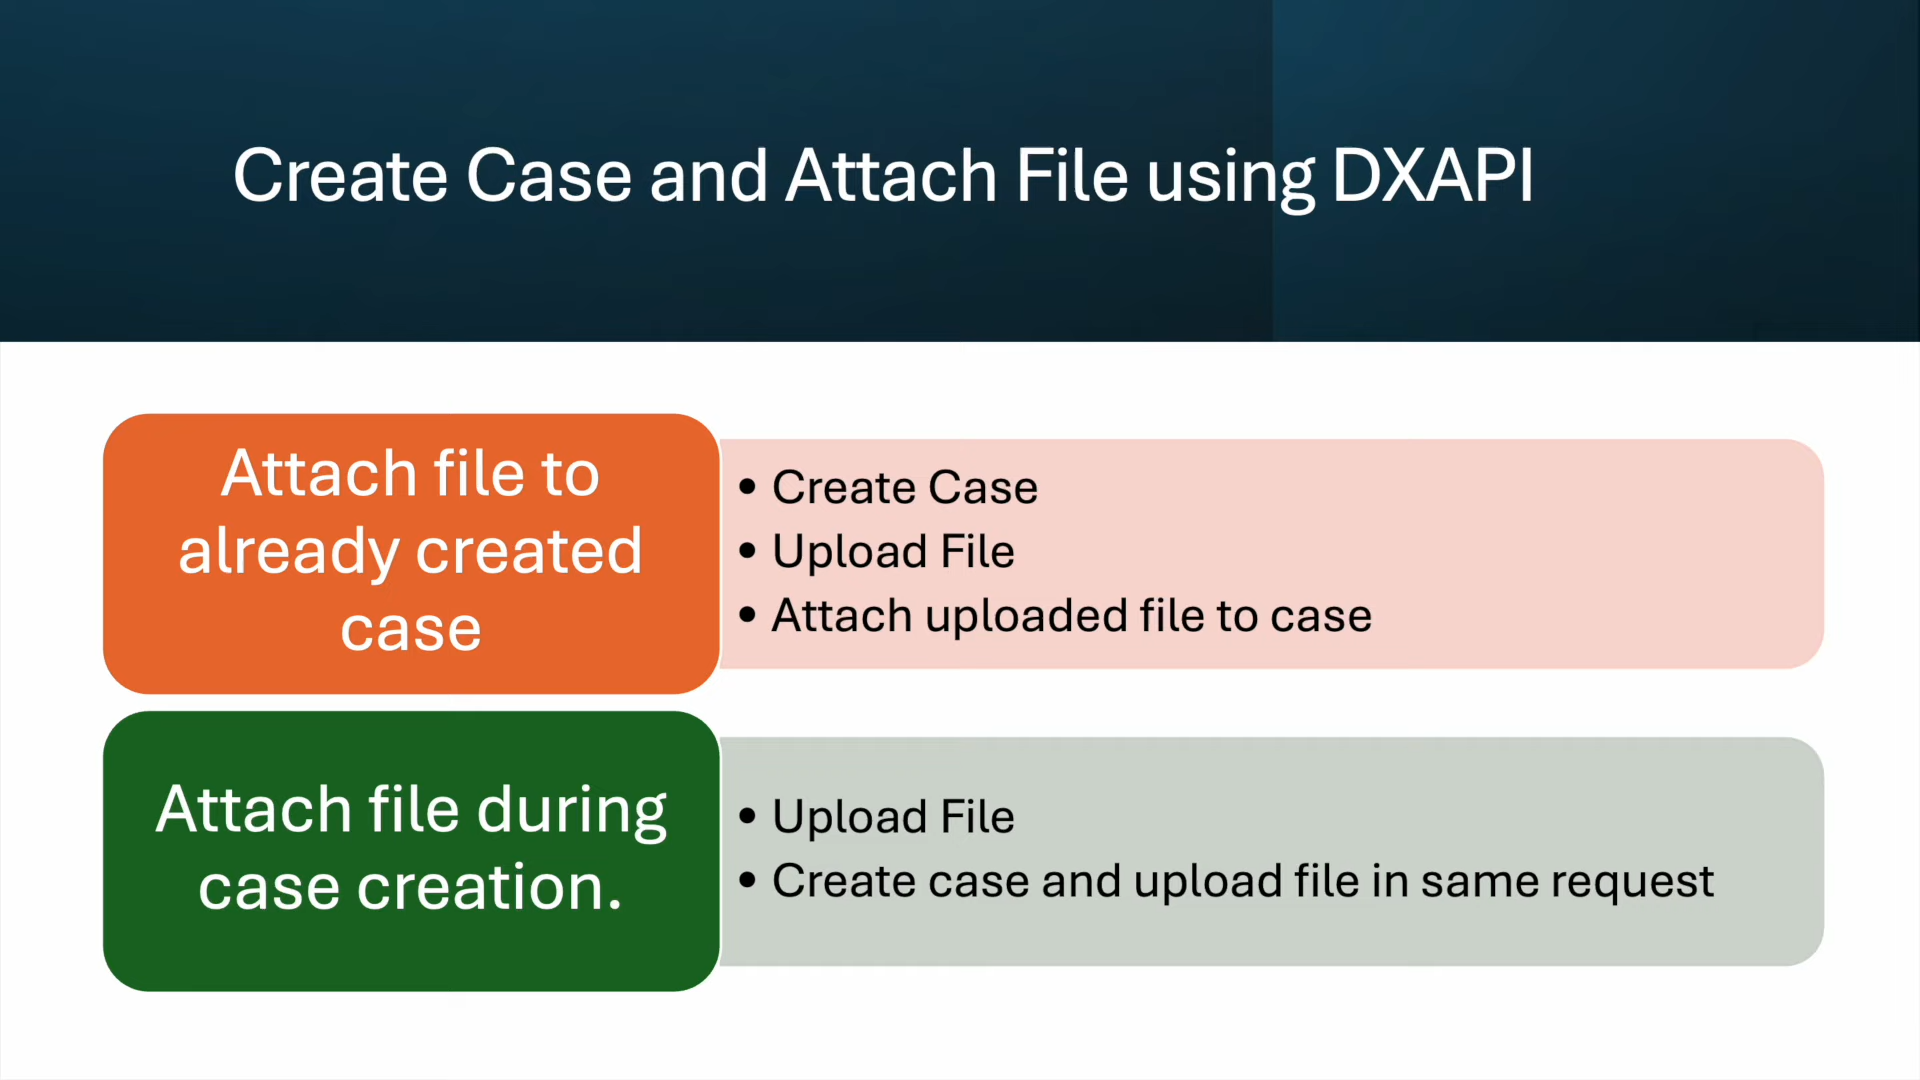 Create Case and Attach File using DXAPI
Attach file to
already created
case
• Create Case
• Upload File
• Attach uploaded file to case
Attach file during
case creation.
• Upload File
• Create case and upload file in same request